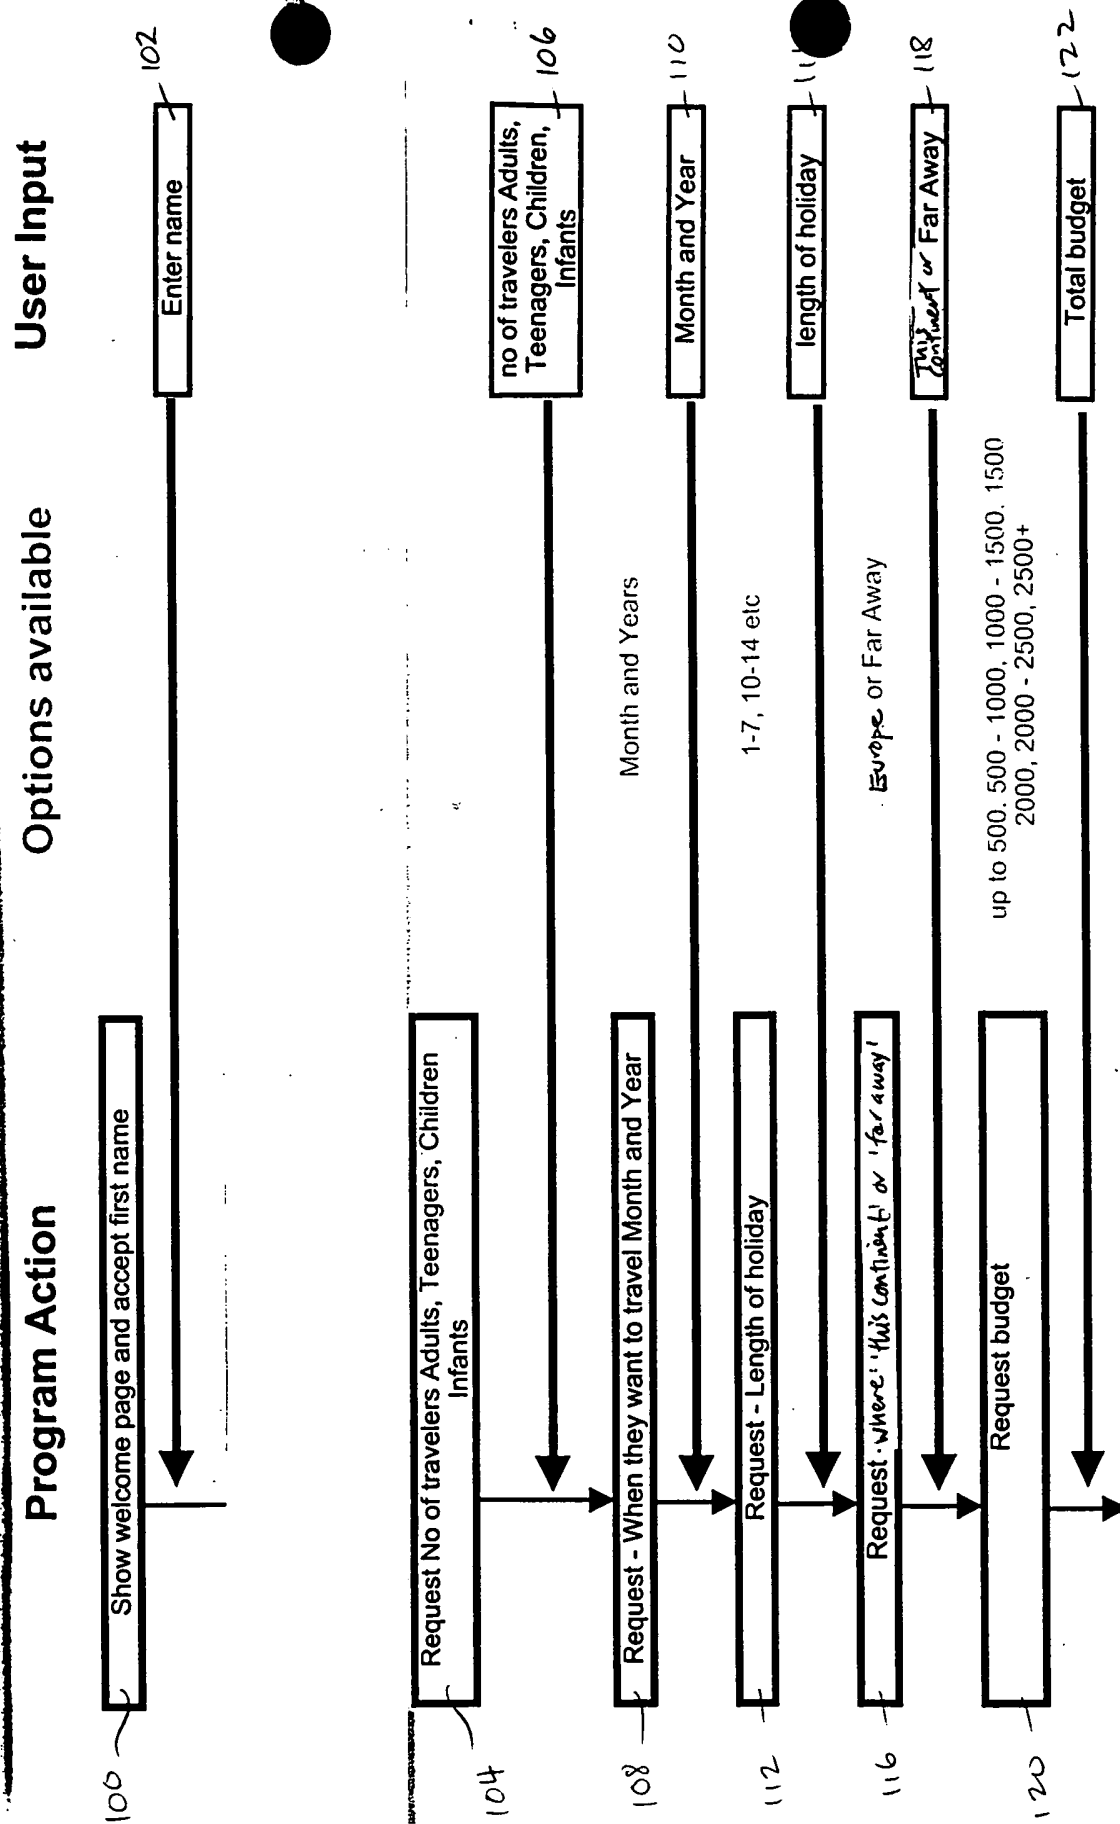 Program Action
Options available
User Input
100
Show welcome page and accept first name
Enter name
102
104
Request No of travelers Adults, Teenagers, Children
Infants
no of travelers Adults,
Teenagers, Children,
Infants
106
108
Request - When they want to travel Month and Year
Month and Years
Month and Year
110
112
Request - Length of holiday
1-7, 10-14 etc
length of holiday
116
Request - where: 'this continent' or 'far away'
Europe or Far Away
This
continent or Far Away
118
120
Request budget
up to 500. 500 - 1000, 1000 - 1500. 1500
2000, 2000 - 2500, 2500+
Total budget
122